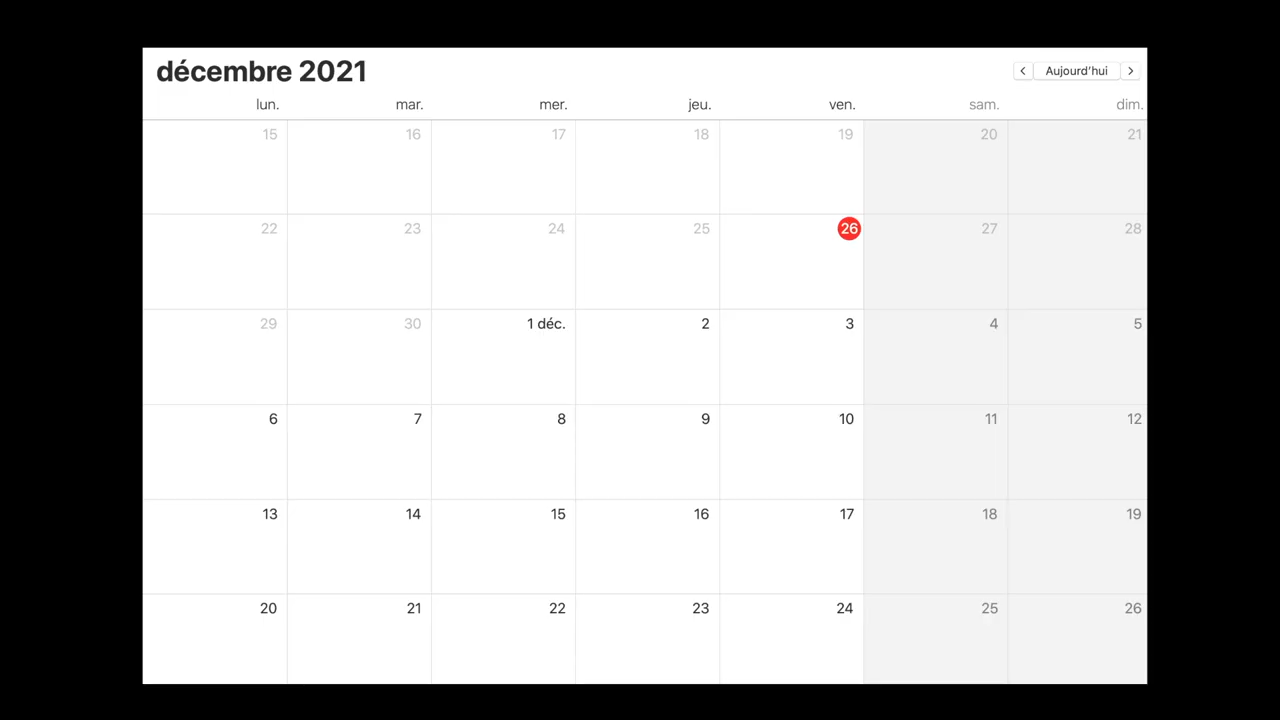 décembre 2021
< Aujourd'hui >
lun. mar. mer. jeu. ven. sam. dim.
15 16 17 18 19 20 21
22 23 24 25 26 27 28
29 30 1 déc. 2 3 4 5
6 7 8 9 10 11 12
13 14 15 16 17 18 19
20 21 22 23 24 25 26